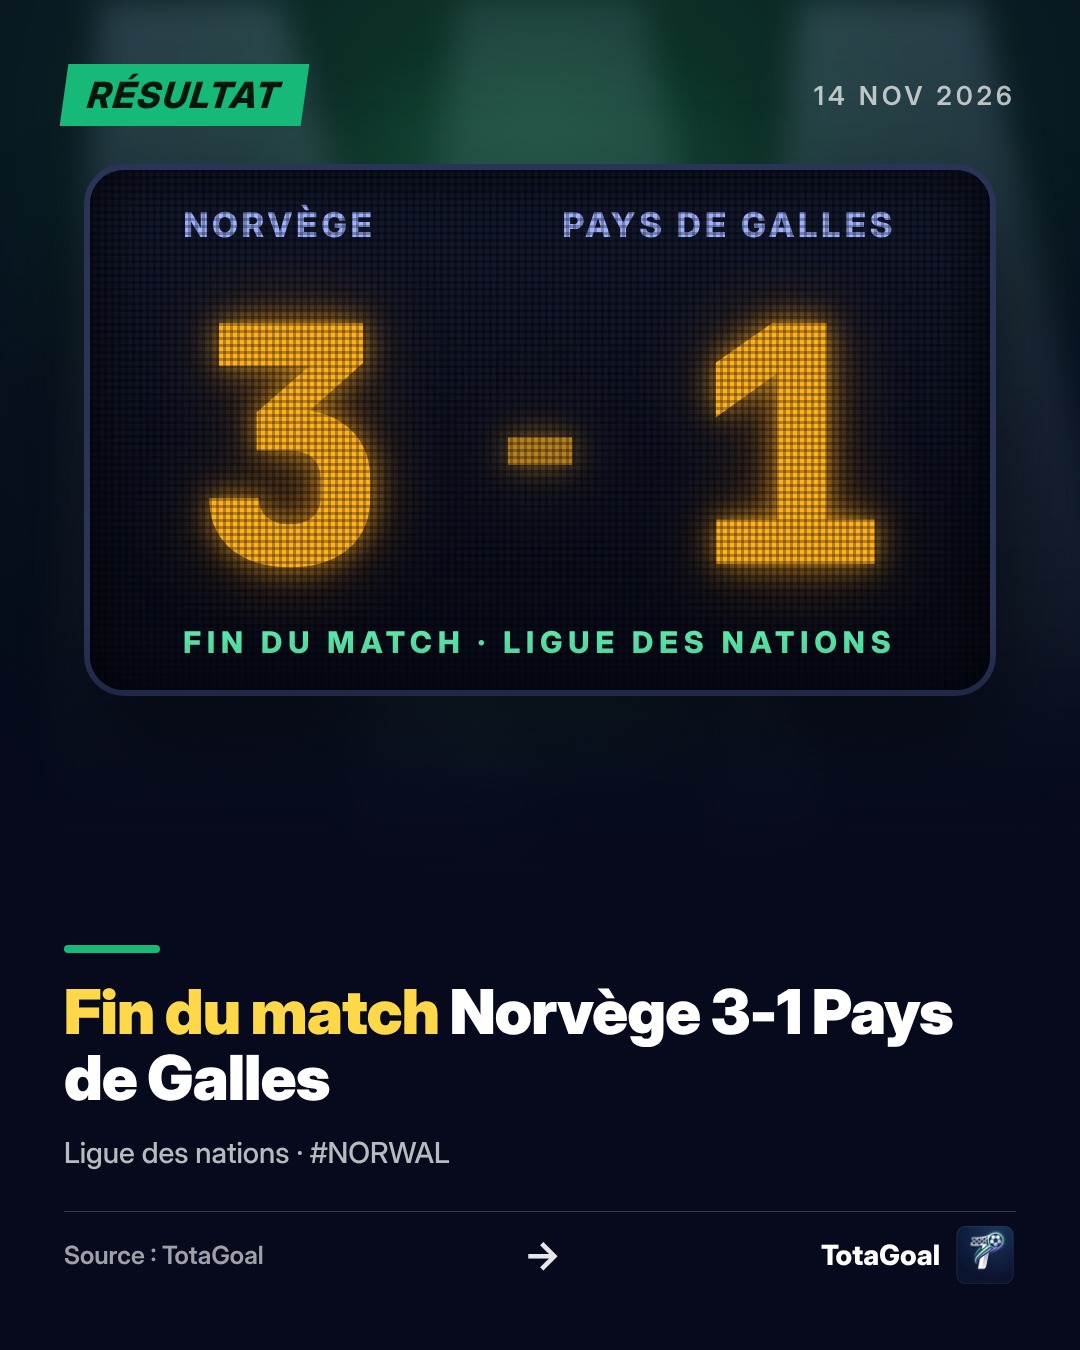 RÉSULTAT
14 NOV 2026
NORVÈGE
PAYS DE GALLES
3 - 1
FIN DU MATCH · LIGUE DES NATIONS
Fin du match Norvège 3-1 Pays
de Galles
Ligue des nations · #NORWAL
Source : TotaGoal
→
TotaGoal